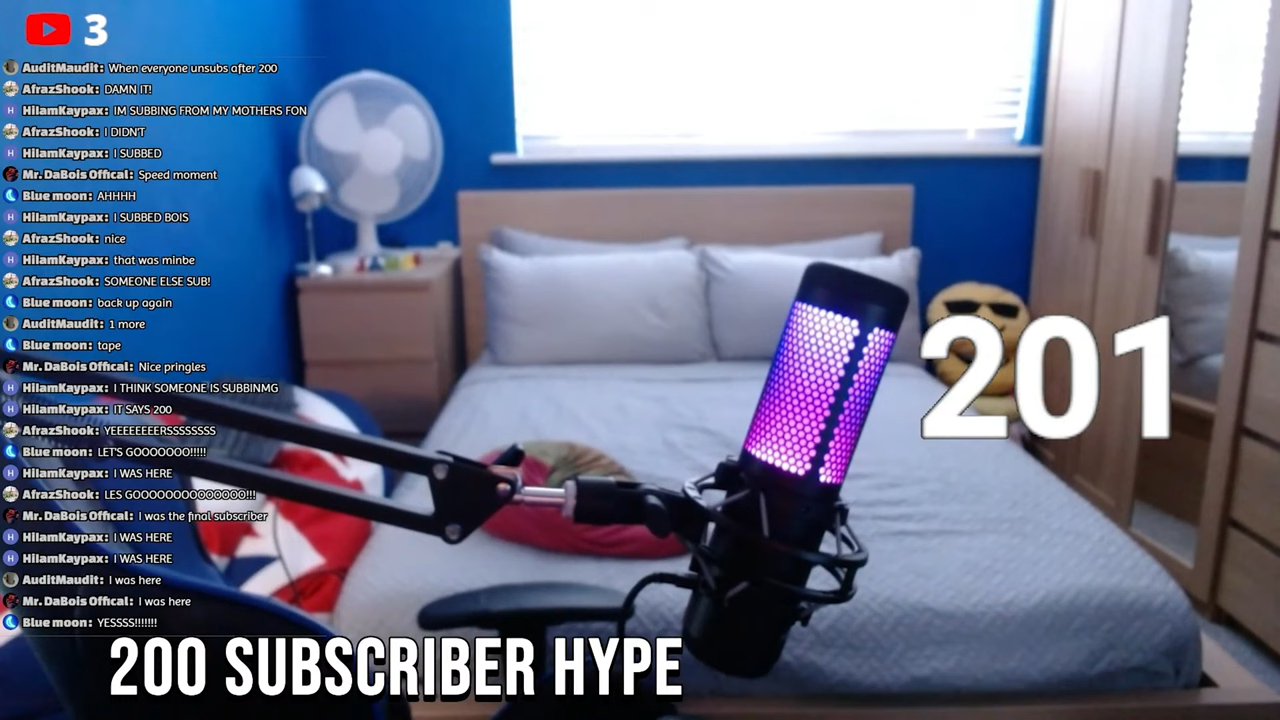 3
AuditMaudit: When everyone unsubs after 200
AfrazShook: DAMN IT!
HilamKaypax: IM SUBBING FROM MY MOTHERS FON
AfrazShook: I DIDN'T
HilamKaypax: I SUBBED
Mr. DaBois Offical: Speed moment
Blue moon: AHHHH
HilamKaypax: I SUBBED BOIS
AfrazShook: nice
HilamKaypax: that was minbe
AfrazShook: SOMEONE ELSE SUB!
Blue moon: back up again
AuditMaudit: 1 more
Blue moon: tape
Mr. DaBois Offical: Nice pringles
HilamKaypax: I THINK SOMEONE IS SUBBINMG
HilamKaypax: IT SAYS 200
AfrazShook: YEEEEEEERSSSSSSSS
Blue moon: LET'S GOOOOOOO!!!!!
HilamKaypax: I WAS HERE
AfrazShook: LES GOOOOOOOOOOOOOO!!!
Mr. DaBois Offical: I was the final subscriber
HilamKaypax: I WAS HERE
HilamKaypax: I WAS HERE
AuditMaudit: I was here
Mr. DaBois Offical: I was here
Blue moon: YESSSS!!!!!!!
201
200 SUBSCRIBER HYPE